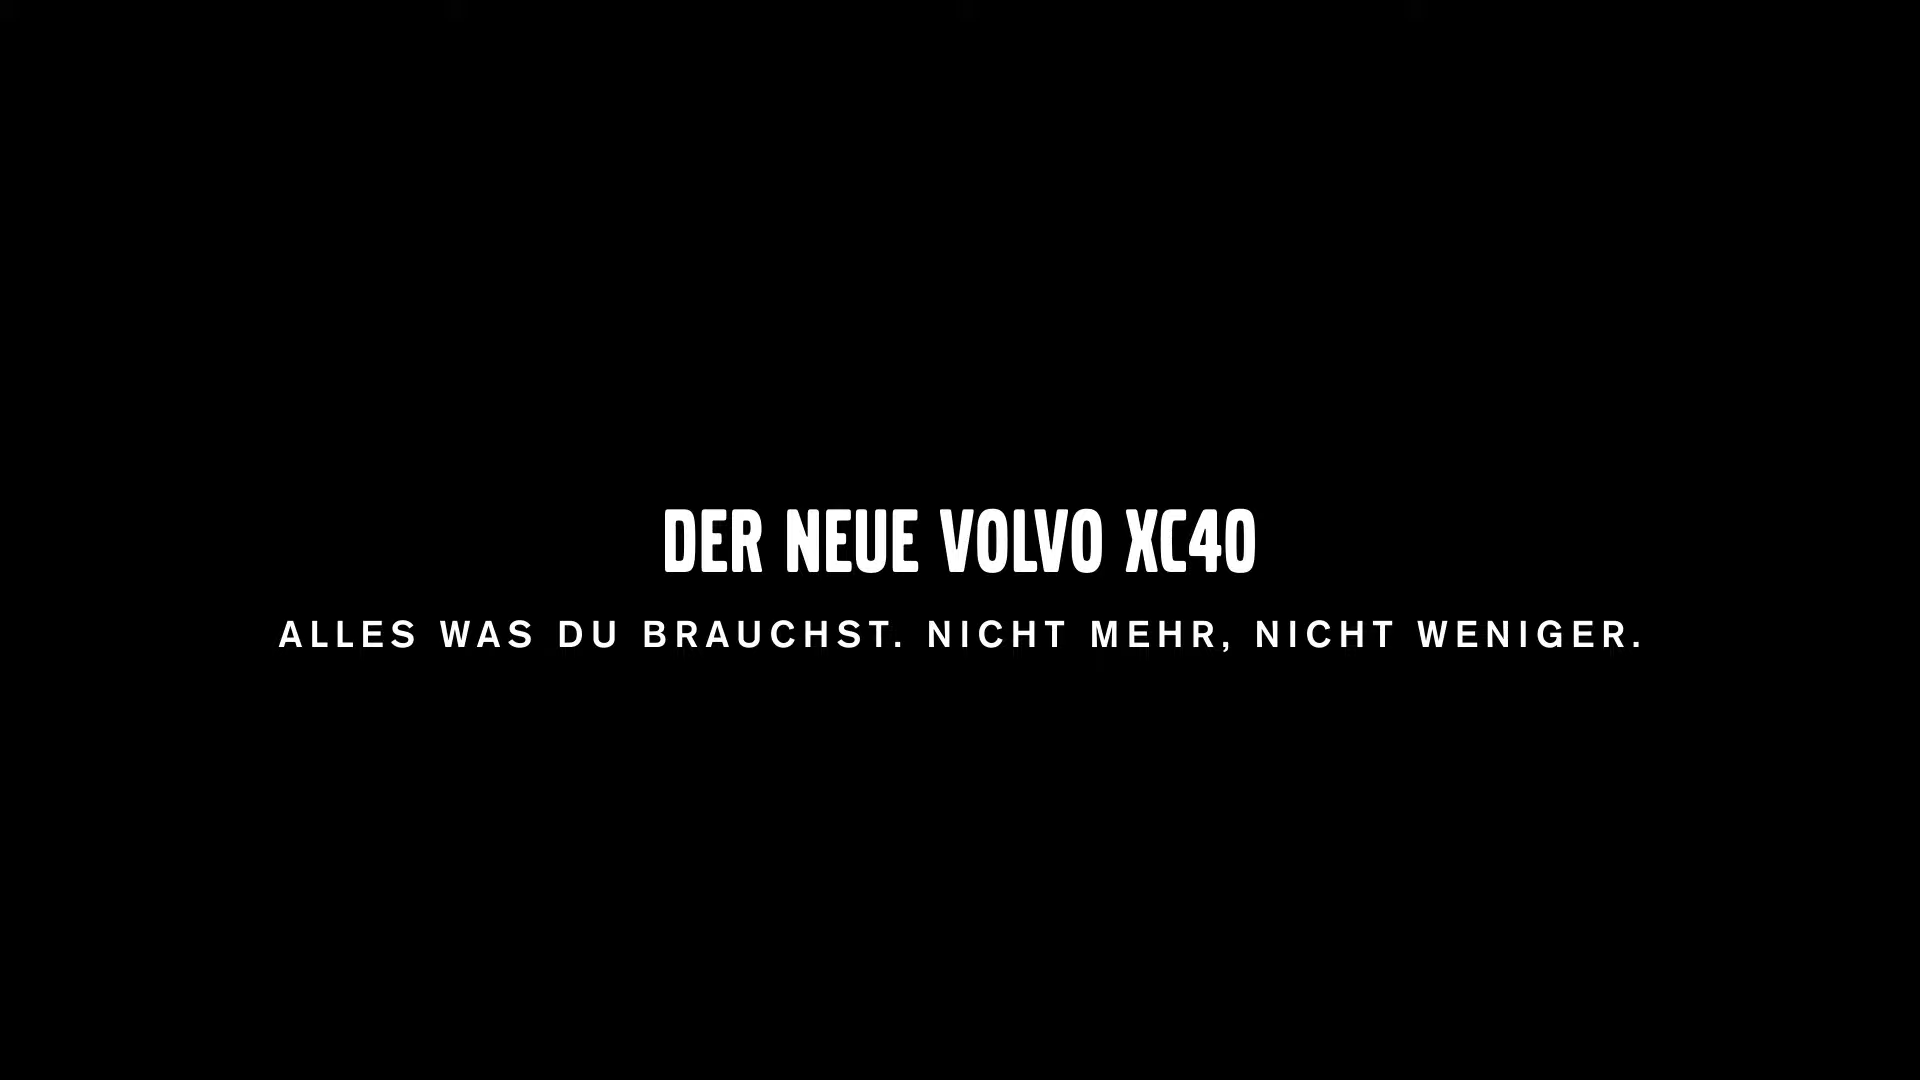 DER NEUE VOLVO XC40
ALLES WAS DU BRAUCHST. NICHT MEHR, NICHT WENIGER.